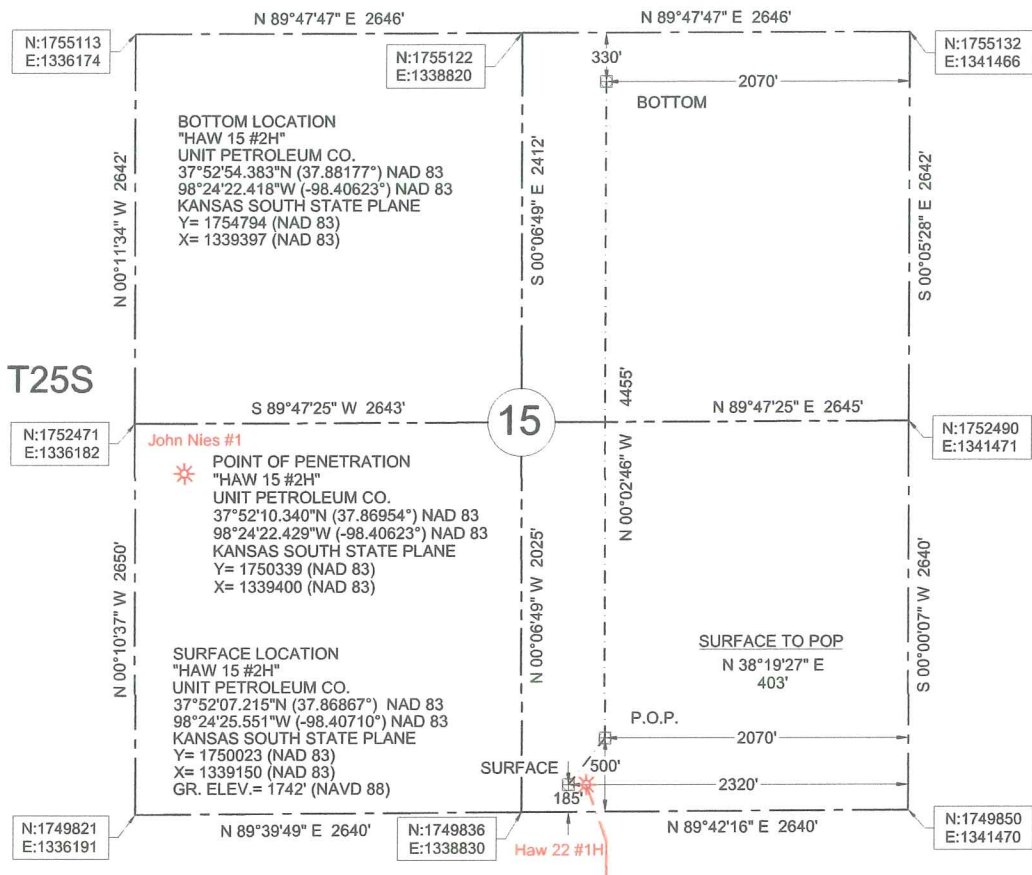 N 89°47'47" E 2646'
N 89°47'47" E 2646'
N:1755113
E:1336174
N:1755122
E:1338820
N:1755132
E:1341466
330'
2070'
BOTTOM
BOTTOM LOCATION
"HAW 15 #2H"
UNIT PETROLEUM CO.
37°52'54.383"N (37.88177°) NAD 83
98°24'22.418"W (-98.40623°) NAD 83
KANSAS SOUTH STATE PLANE
Y= 1754794 (NAD 83)
X= 1339397 (NAD 83)
N 00°11'34" W 2642'
S 00°06'49" E 2412'
S 00°05'28" E 2642'
T25S
S 89°47'25" W 2643'
15
N 89°47'25" E 2645'
N:1752471
E:1336182
N:1752490
E:1341471
John Nies #1
POINT OF PENETRATION
"HAW 15 #2H"
UNIT PETROLEUM CO.
37°52'10.340"N (37.86954°) NAD 83
98°24'22.429"W (-98.40623°) NAD 83
KANSAS SOUTH STATE PLANE
Y= 1750339 (NAD 83)
X= 1339400 (NAD 83)
N 00°02'46" W 4455'
N 00°10'37" W 2650'
N 00°06'49" W 2025'
S 00°00'07" W 2640'
SURFACE LOCATION
"HAW 15 #2H"
UNIT PETROLEUM CO.
37°52'07.215"N (37.86867°) NAD 83
98°24'25.551"W (-98.40710°) NAD 83
KANSAS SOUTH STATE PLANE
Y= 1750023 (NAD 83)
X= 1339150 (NAD 83)
GR. ELEV.= 1742' (NAVD 88)
SURFACE TO POP
N 38°19'27" E
403'
P.O.P.
2070'
SURFACE
500'
2320'
185'
N:1749821
E:1336191
N 89°39'49" E 2640'
N:1749836
E:1338830
Haw 22 #1H
N 89°42'16" E 2640'
N:1749850
E:1341470